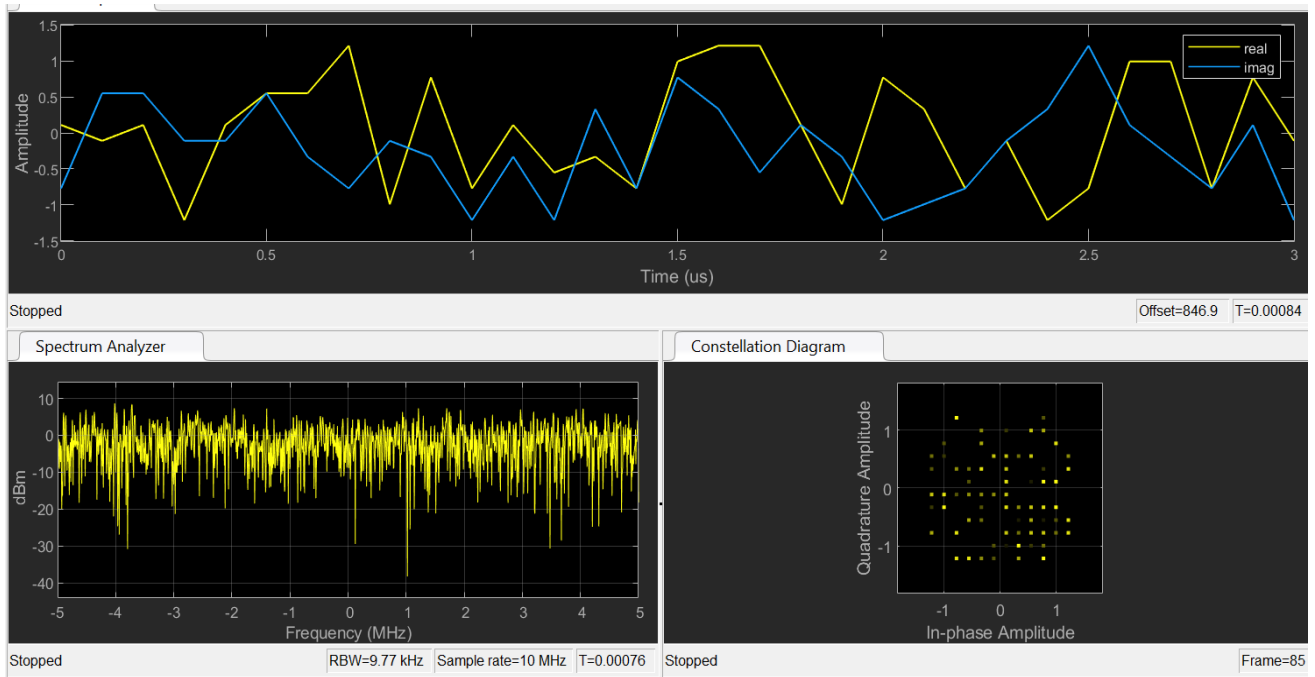 1.5
1
0.5
0
-0.5
-1
-1.5
Amplitude
real
imag
0 0.5 1 1.5 2 2.5 3
Time (us)
Stopped Offset=846.9 T=0.00084
Spectrum Analyzer
10
0
-10
-20
-30
-40
dBm
-5 -4 -3 -2 -1 0 1 2 3 4 5
Frequency (MHz)
Stopped RBW=9.77 kHz Sample rate=10 MHz T=0.00076
Constellation Diagram
1
0
-1
Quadrature Amplitude
-1 0 1
In-phase Amplitude
Stopped Frame=85